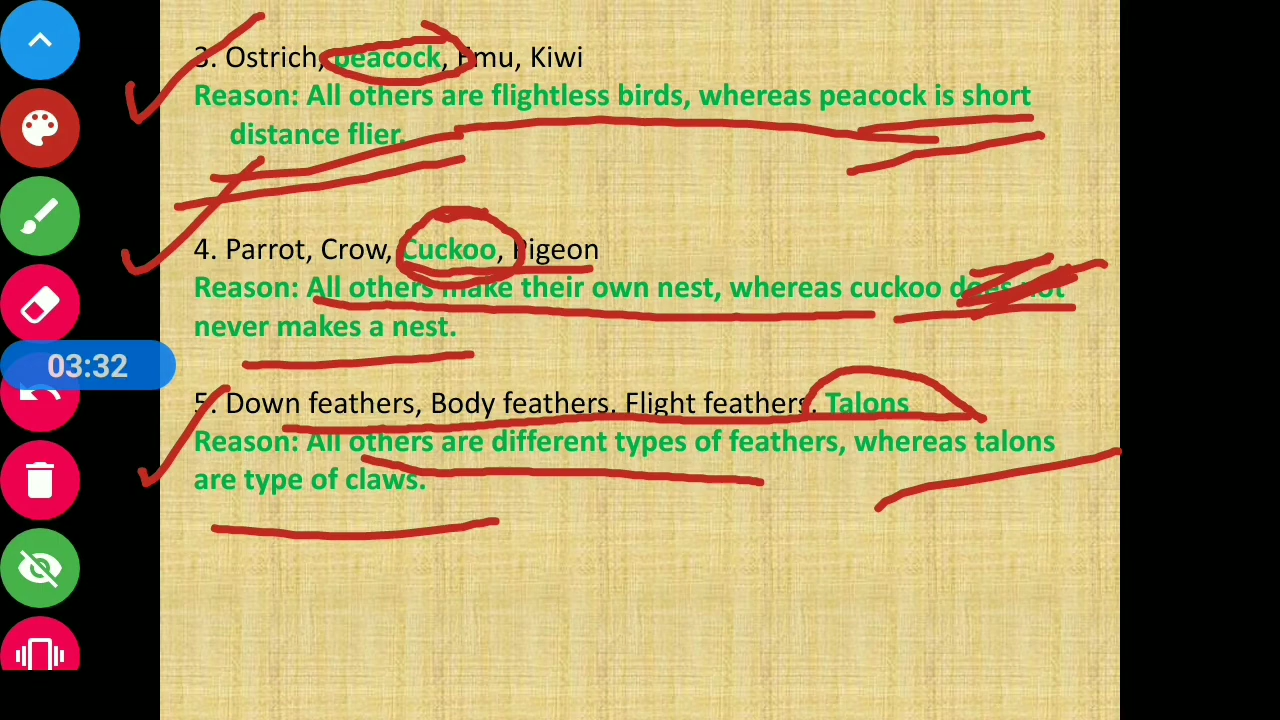 3. Ostrich, peacock, Emu, Kiwi
Reason: All others are flightless birds, whereas peacock is short
distance flier.
4. Parrot, Crow, Cuckoo, Pigeon
Reason: All others make their own nest, whereas cuckoo does not
never makes a nest.
03:32
5. Down feathers, Body feathers, Flight feathers, Talons
Reason: All others are different types of feathers, whereas talons
are type of claws.